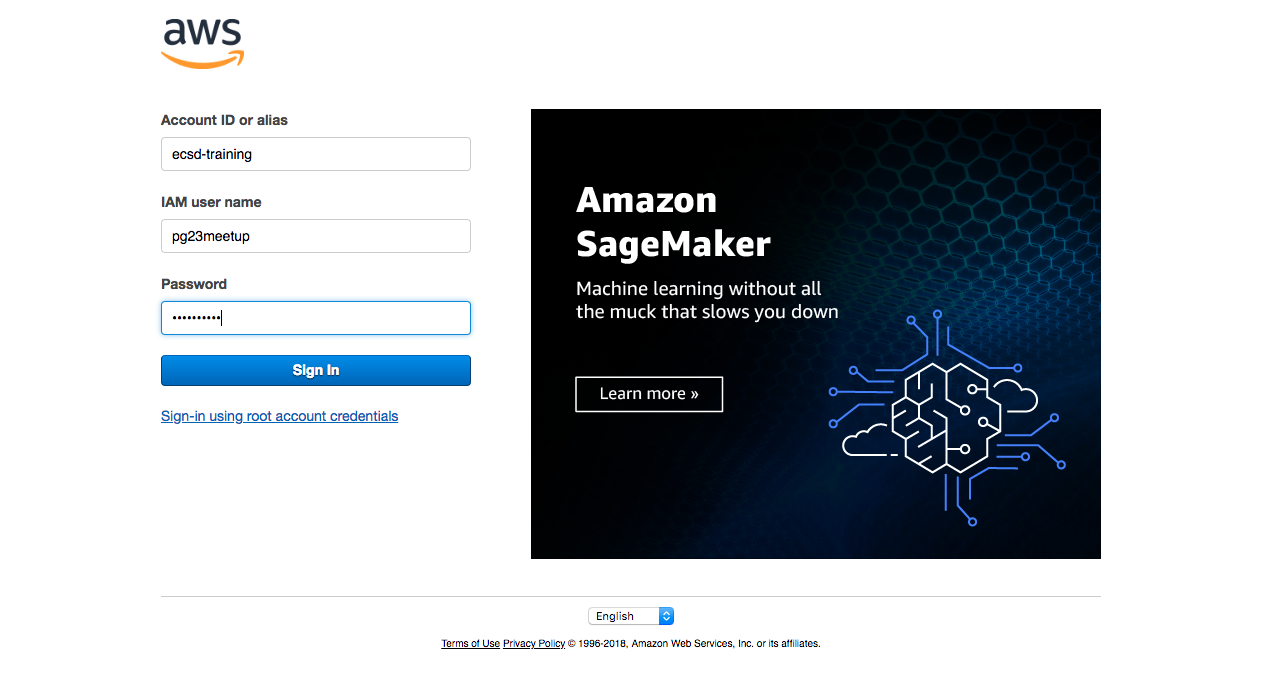 aws
Account ID or alias
ecsd-training
IAM user name
pg23meetup
Password
••••••••••
Sign In
Sign-in using root account credentials
Amazon
SageMaker
Machine learning without all
the muck that slows you down
Learn more »
English
Terms of Use Privacy Policy © 1996-2018, Amazon Web Services, Inc. or its affiliates.